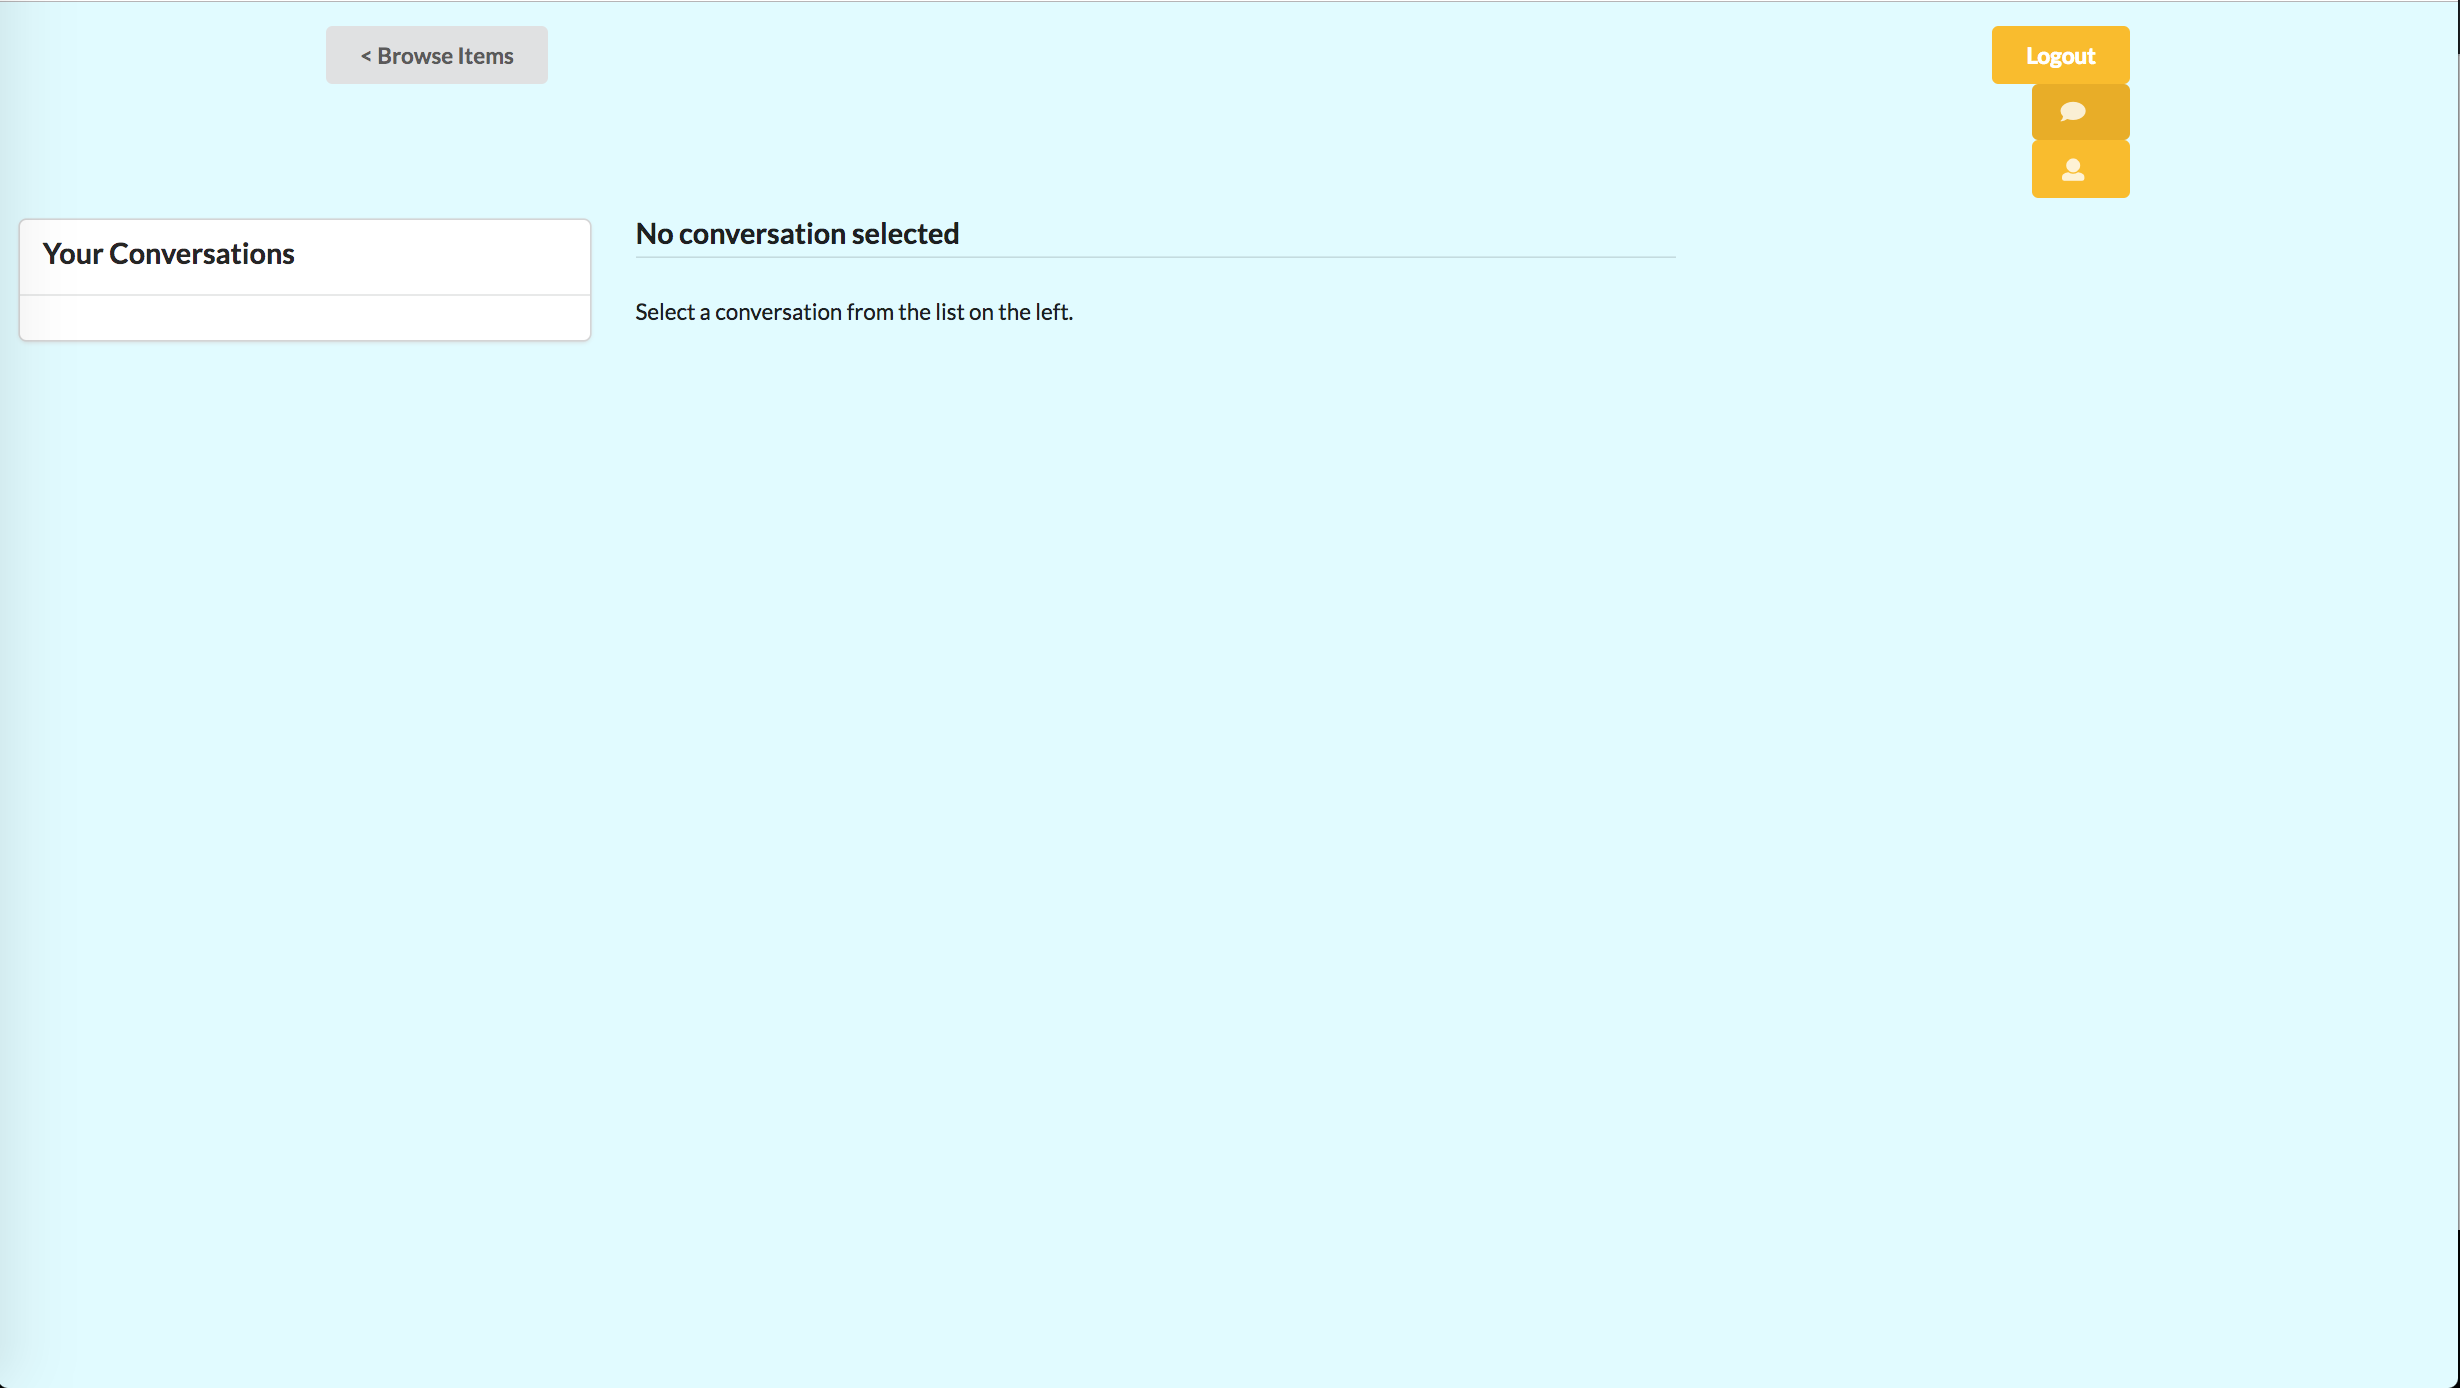 < Browse Items
Logout
Your Conversations
No conversation selected
Select a conversation from the list on the left.